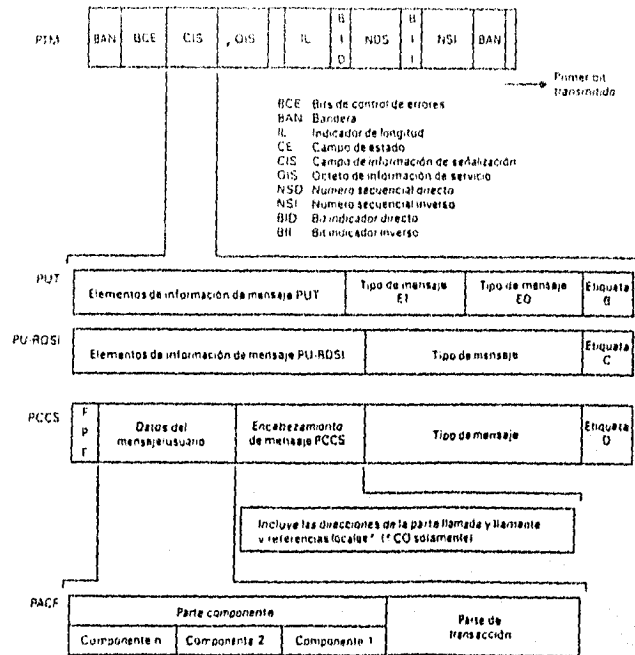 PTM
BAN BCE CIS , OIS IL B I D NDS B I I NSI BAN
Primer bit
transmitido
BCE Bits de control de errores
BAN Bandera
IL Indicador de longitud
CE Campo de estado
CIS Campo de información de señalización
OIS Octeto de información de servicio
NSD Numero secuencial directo
NSI Número secuencial inverso
BID Bit indicador directo
BII Bit indicador inverso
PUT
Elementos de información de mensaje PUT
Tipo de mensaje
E1
Tipo de mensaje
E0
Etiqueta
B
PU-RDSI
Elementos de información de mensaje PU-RDSI
Tipo de mensaje
Etiqueta
C
PCCS
F
P
F
Datos del
mensaje/usuario
Encabezamiento
de mensaje PCCS
Tipo de mensaje
Etiqueta
D
Incluye las direcciones de la parte llamada y llamante
y referencias (* CO solamente)
PACF
Parte componente
Parte de
transacción
Componente n Componente 2 Componente 1